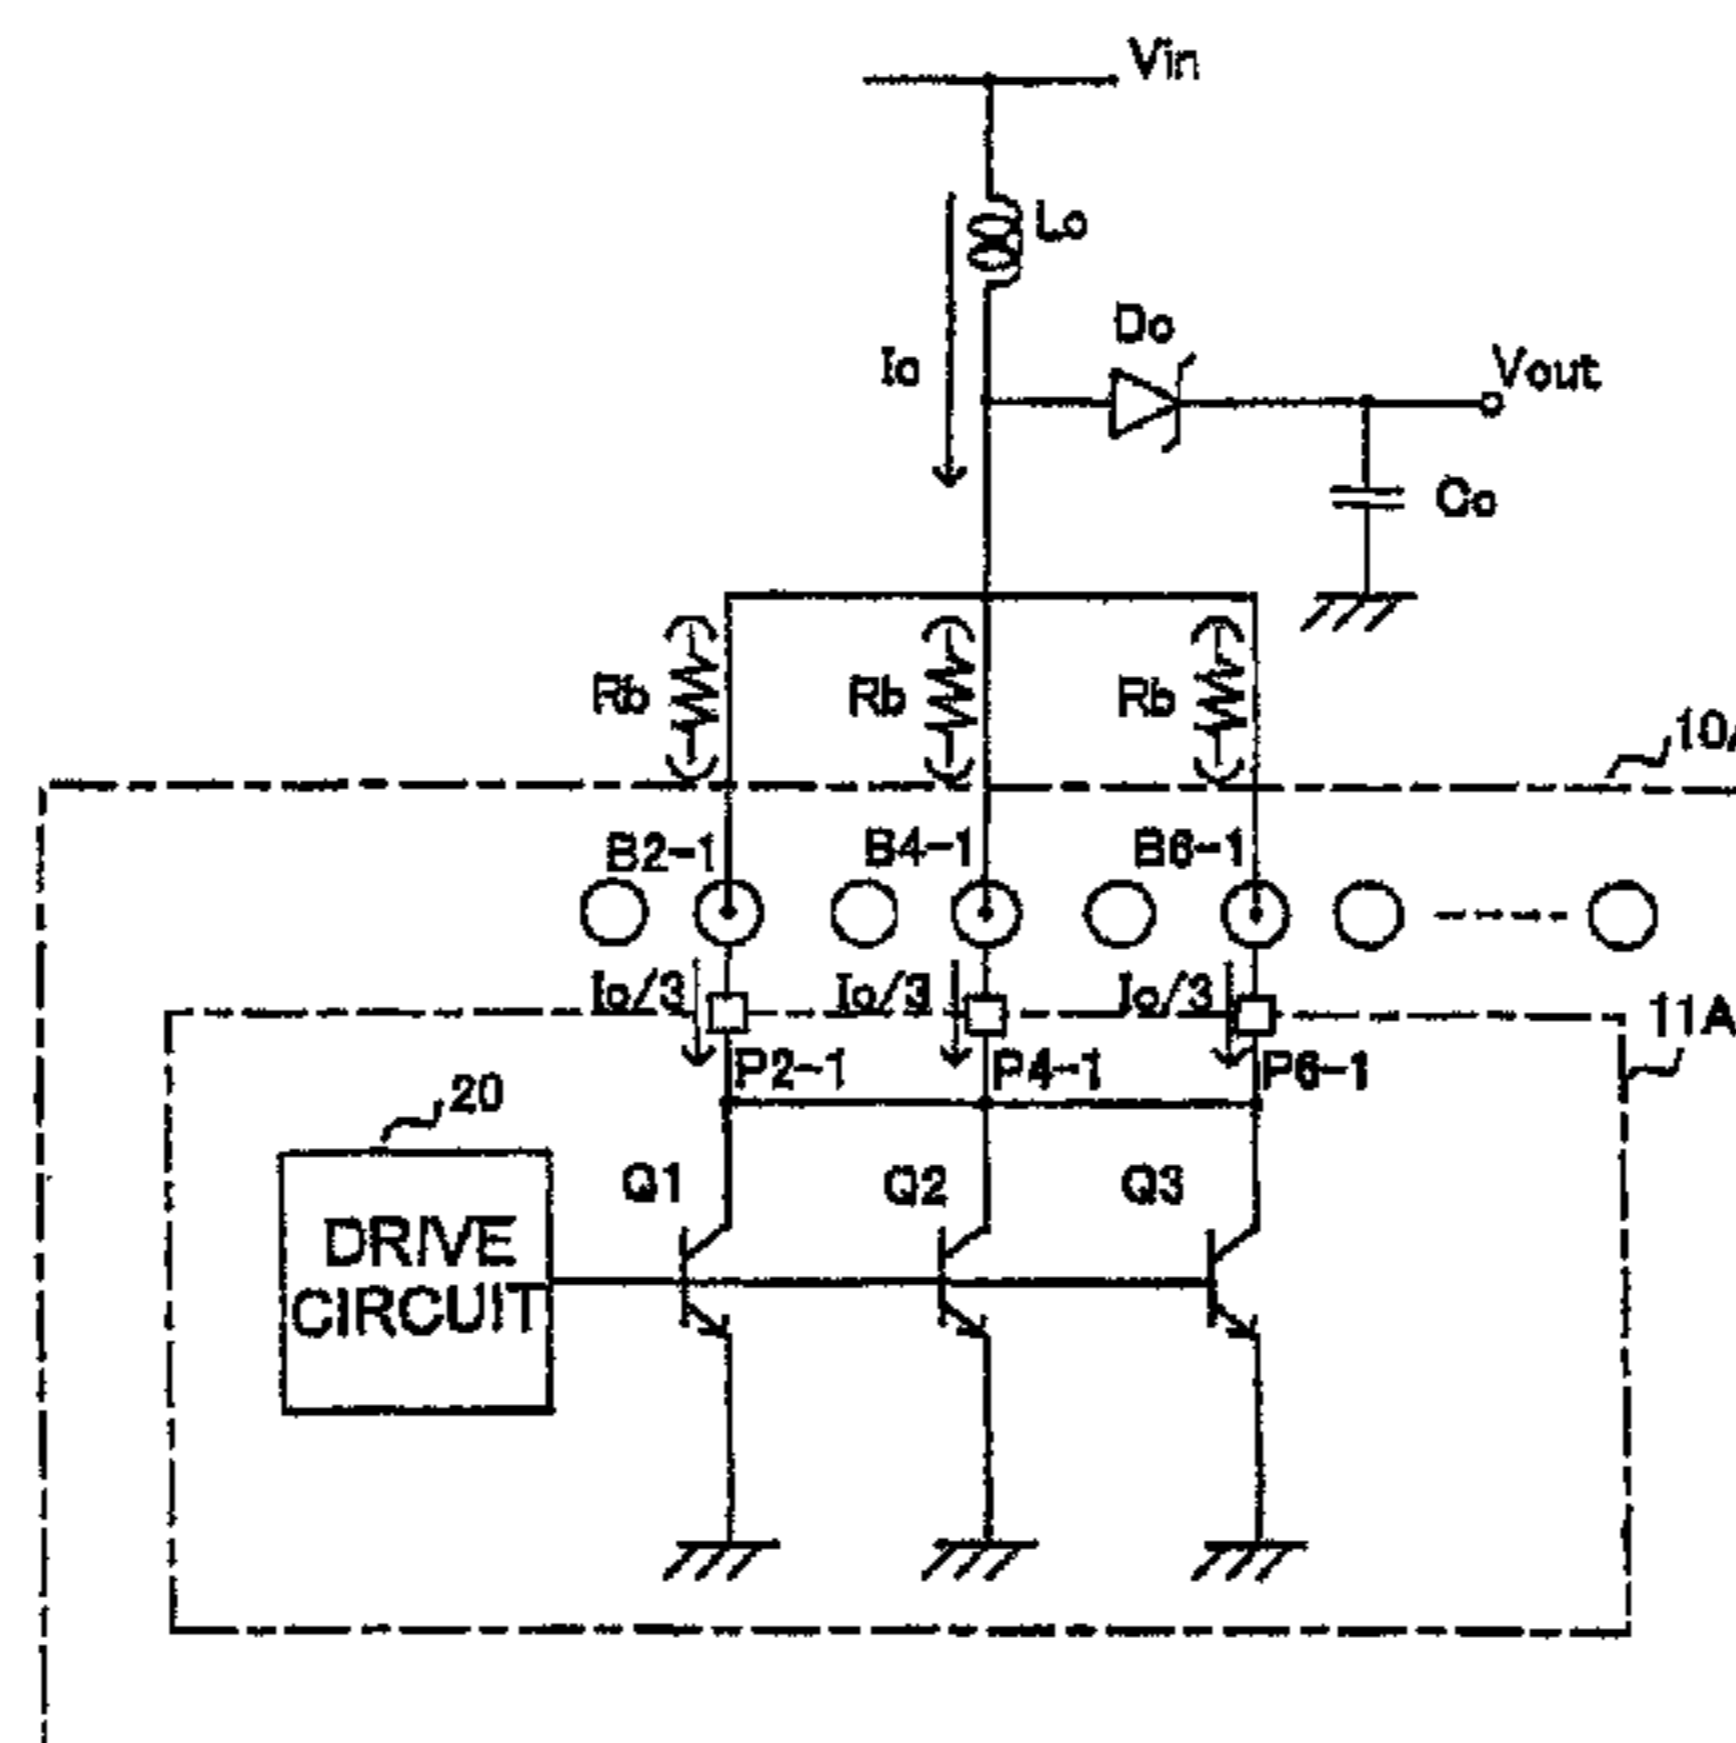 Vin
Lo
Do
Io
Vout
Co
Rb Rb Rb
10A
B2-1 B4-1 B6-1
Io/3 Io/3 Io/3
11A
P2-1 P4-1 P6-1
20
Q1 Q2 Q3
DRIVE
CIRCUIT